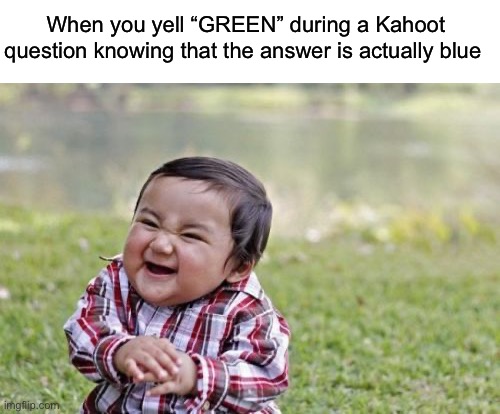 When you yell “GREEN” during a Kahoot
question knowing that the answer is actually blue
imgflip.com